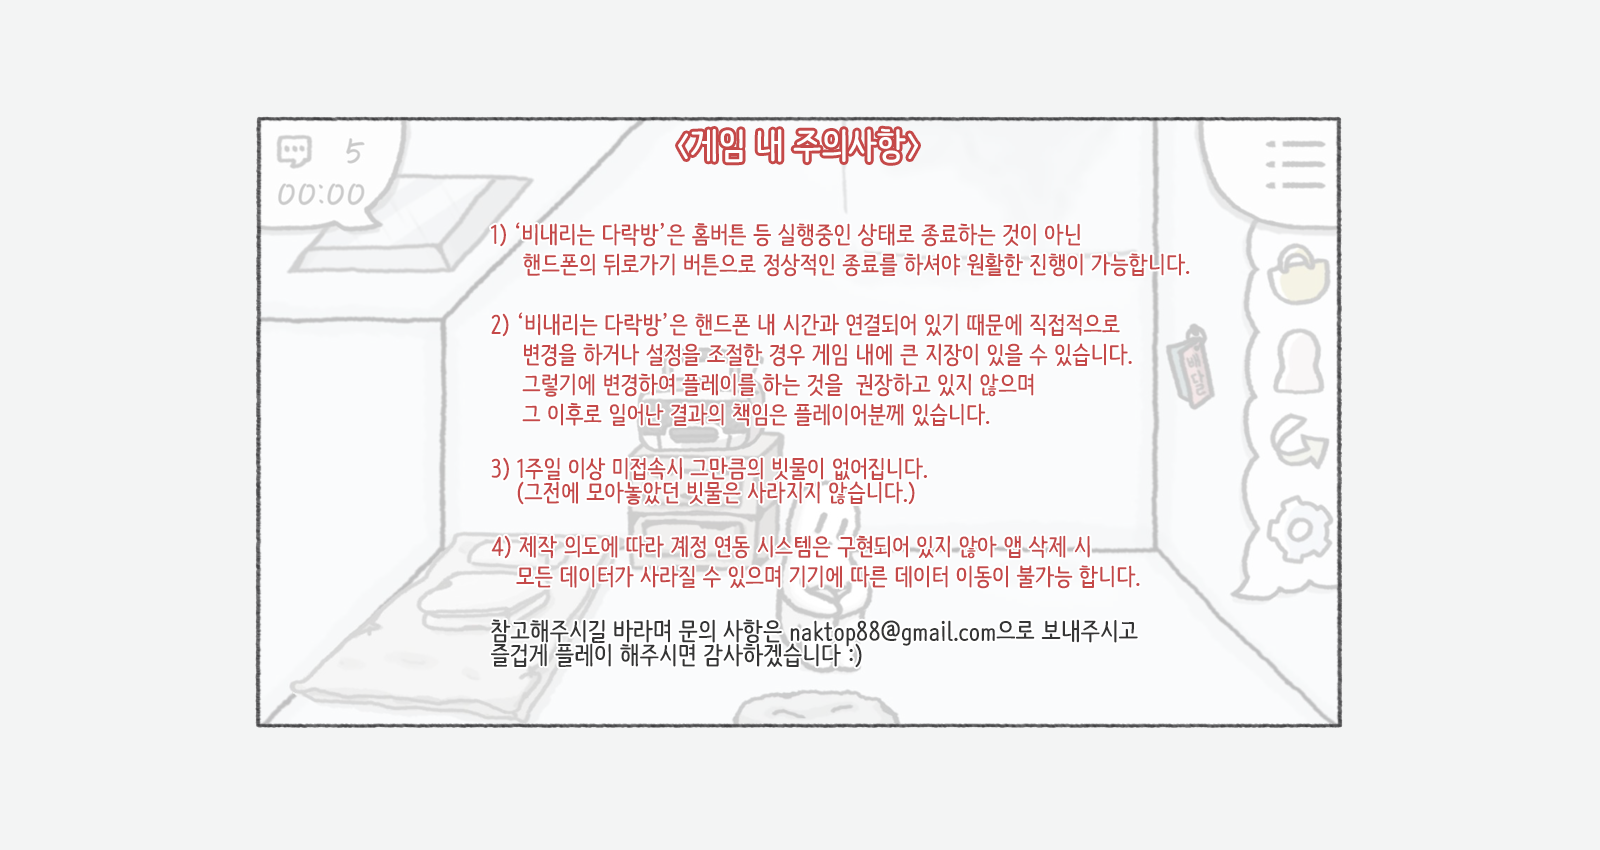 5
00:00
<게임 내 주의사항>
1) ‘비내리는 다락방’은 홈버튼 등 실행중인 상태로 종료하는 것이 아닌
핸드폰의 뒤로가기 버튼으로 정상적인 종료를 하셔야 원활한 진행이 가능합니다.
2) ‘비내리는 다락방’은 핸드폰 내 시간과 연결되어 있기 때문에 직접적으로
변경을 하거나 설정을 조절한 경우 게임 내에 큰 지장이 있을 수 있습니다.
그렇기에 변경하여 플레이를 하는 것을  권장하고 있지 않으며
그 이후로 일어난 결과의 책임은 플레이어분께 있습니다.
배달
3) 1주일 이상 미접속시 그만큼의 빗물이 없어집니다.
(그전에 모아놓았던 빗물은 사라지지 않습니다.)
4) 제작 의도에 따라 계정 연동 시스템은 구현되어 있지 않아 앱 삭제 시
모든 데이터가 사라질 수 있으며 기기에 따른 데이터 이동이 불가능 합니다.
참고해주시길 바라며 문의 사항은 naktop88@gmail.com으로 보내주시고
즐겁게 플레이 해주시면 감사하겠습니다 :)